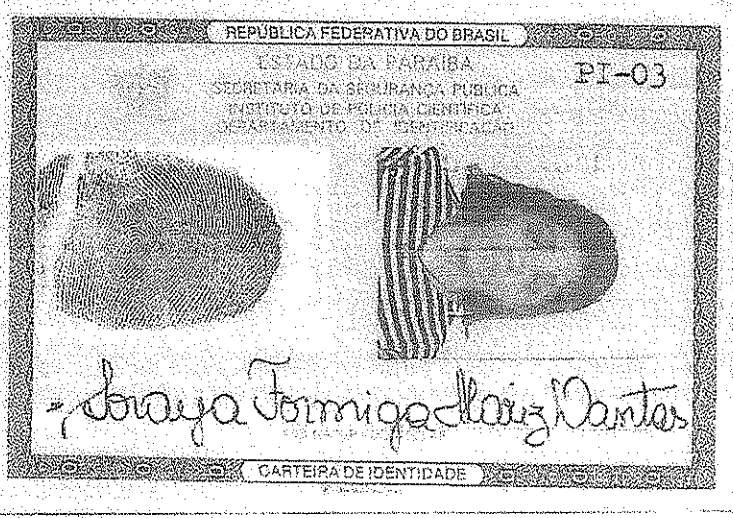 REPÚBLICA FEDERATIVA DO BRASIL
ESTADO DA PARAÍBA
PI-03
SECRETARIA DA SEGURANÇA PÚBLICA
INSTITUTO DE POLÍCIA CIENTÍFICA
DEPARTAMENTO DE IDENTIFICAÇÃO
Soraya Formiga Mariz Dantas
CARTEIRA DE IDENTIDADE